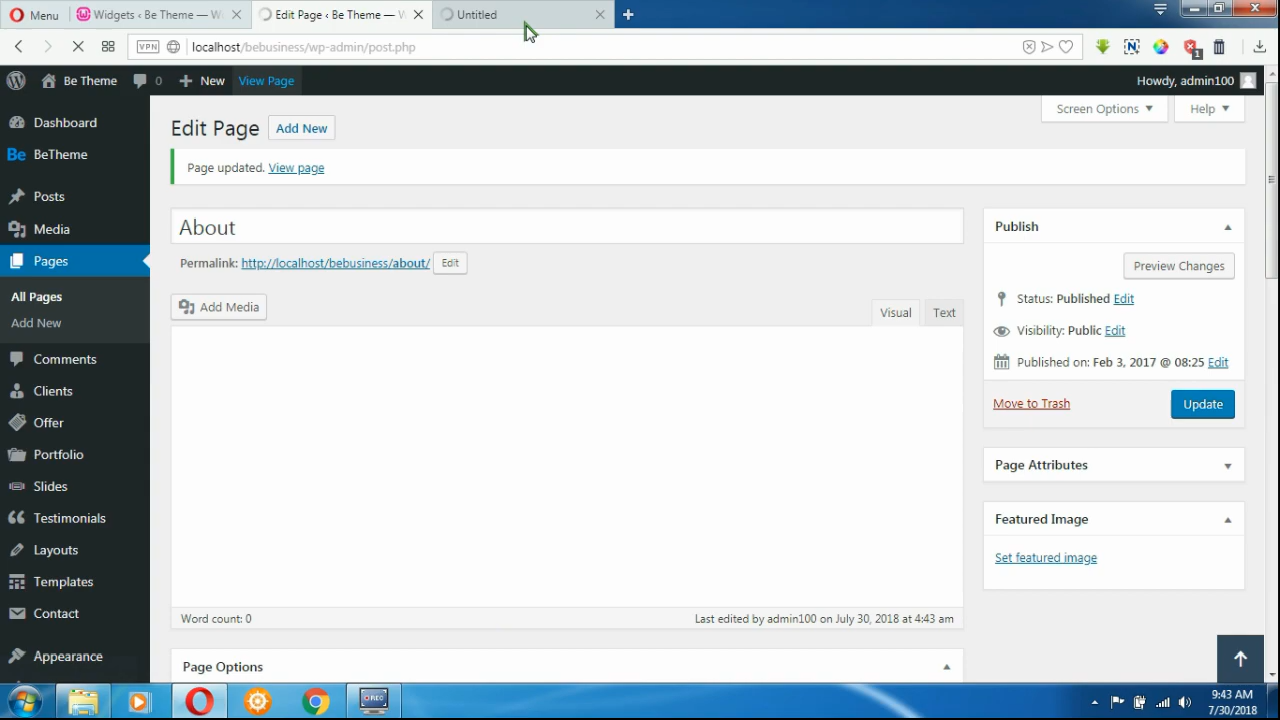 Menu
Widgets ‹ Be Theme — W
Edit Page ‹ Be Theme — W
Untitled
VPN
localhost/bebusiness/wp-admin/post.php
1
Be Theme
0
New
View Page
Howdy, admin100
Dashboard
Be BeTheme
Posts
Media
Pages
All Pages
Add New
Comments
Clients
Offer
Portfolio
Slides
Testimonials
Layouts
Templates
Contact
Appearance
Screen Options
Help
Edit Page
Add New
Page updated. View page
About
Permalink: http://localhost/bebusiness/about/ Edit
Add Media
Visual
Text
Word count: 0
Last edited by admin100 on July 30, 2018 at 4:43 am
Page Options
Publish
Preview Changes
Status: Published Edit
Visibility: Public Edit
Published on: Feb 3, 2017 @ 08:25 Edit
Move to Trash
Update
Page Attributes
Featured Image
Set featured image
REC
9:43 AM
7/30/2018